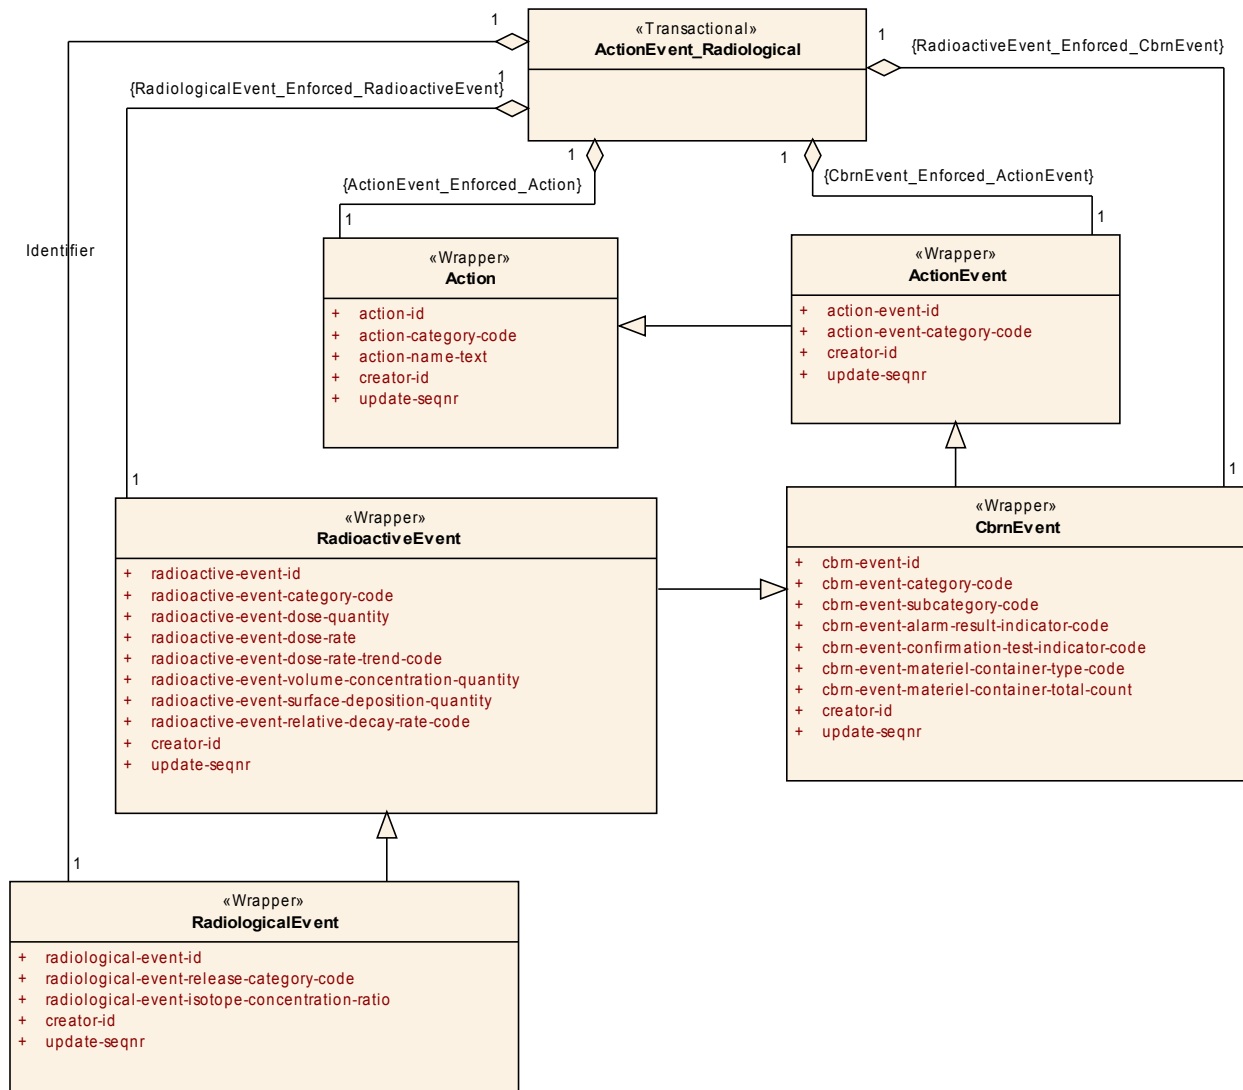 1
«Transactional»
ActionEvent_Radiological
1
{RadioactiveEvent_Enforced_CbrnEvent}
{RadiologicalEvent_Enforced_RadioactiveEvent}
1
1
1
{ActionEvent_Enforced_Action}
{CbrnEvent_Enforced_ActionEvent}
1
1
Identifier
«Wrapper»
Action
+ action-id
+ action-category-code
+ action-name-text
+ creator-id
+ update-seqnr
«Wrapper»
ActionEvent
+ action-event-id
+ action-event-category-code
+ creator-id
+ update-seqnr
1
1
«Wrapper»
RadioactiveEvent
+ radioactive-event-id
+ radioactive-event-category-code
+ radioactive-event-dose-quantity
+ radioactive-event-dose-rate
+ radioactive-event-dose-rate-trend-code
+ radioactive-event-volume-concentration-quantity
+ radioactive-event-surface-deposition-quantity
+ radioactive-event-relative-decay-rate-code
+ creator-id
+ update-seqnr
«Wrapper»
CbrnEvent
+ cbrn-event-id
+ cbrn-event-category-code
+ cbrn-event-subcategory-code
+ cbrn-event-alarm-result-indicator-code
+ cbrn-event-confirmation-test-indicator-code
+ cbrn-event-materiel-container-type-code
+ cbrn-event-materiel-container-total-count
+ creator-id
+ update-seqnr
1
«Wrapper»
RadiologicalEvent
+ radiological-event-id
+ radiological-event-release-category-code
+ radiological-event-isotope-concentration-ratio
+ creator-id
+ update-seqnr